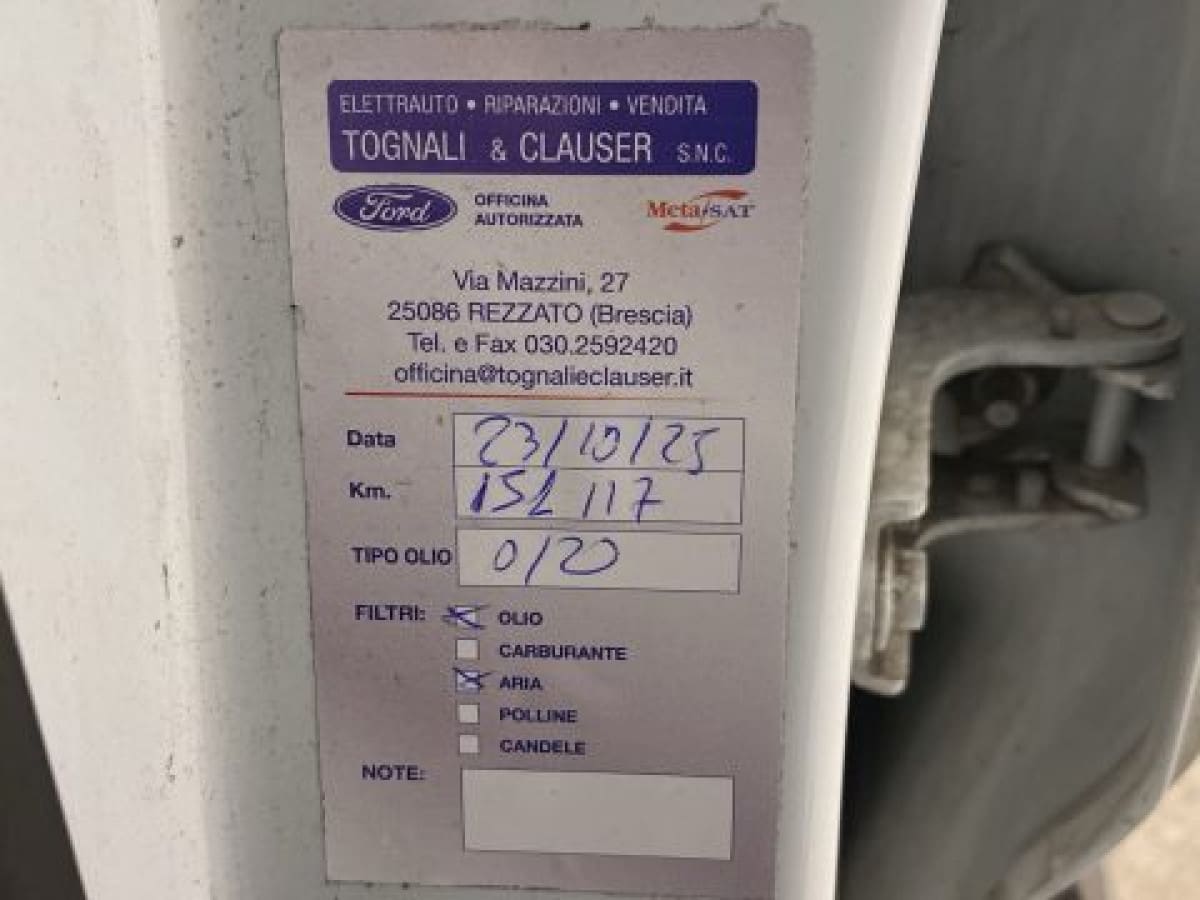 ELETTRAUTO • RIPARAZIONI • VENDITA
TOGNALI & CLAUSER S.N.C.
Ford OFFICINA AUTORIZZATA MetaSAT
Via Mazzini, 27
25086 REZZATO (Brescia)
Tel. e Fax 030.2592420
officina@tognalieclauser.it
Data 23/10/25
Km. 152 117
TIPO OLIO 0/20
FILTRI: OLIO
CARBURANTE
ARIA
POLLINE
CANDELE
NOTE: